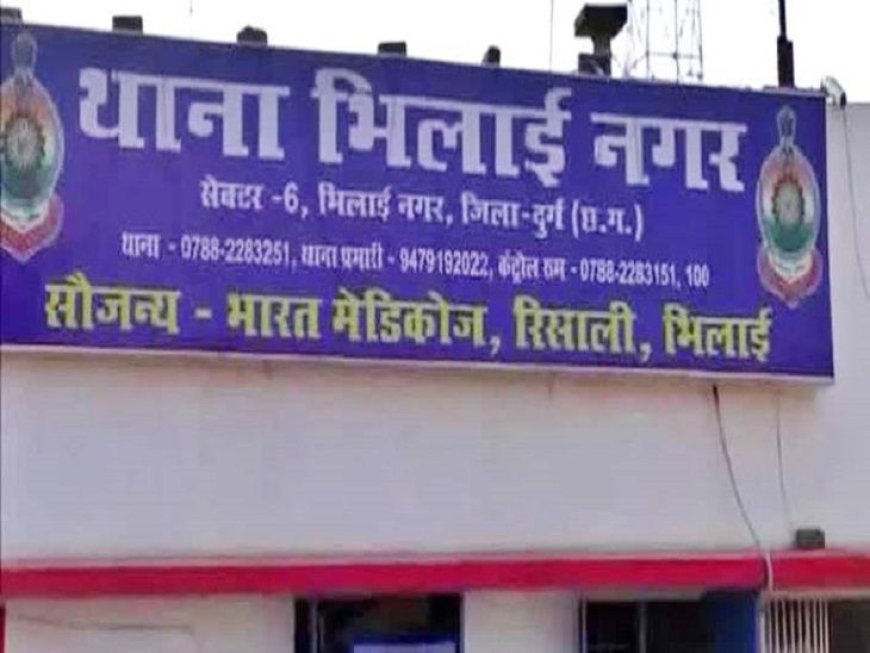 थाना भिलाई नगर
सेक्टर -6, भिलाई नगर, जिला-दुर्ग (छ.ग.)
थाना - 0788-2283251, थाना प्रभारी - 9479192022, कंट्रोल रुम - 0788-2283151, 100
सौजन्य - भारत मेडिकोज, रिसाली, भिलाई